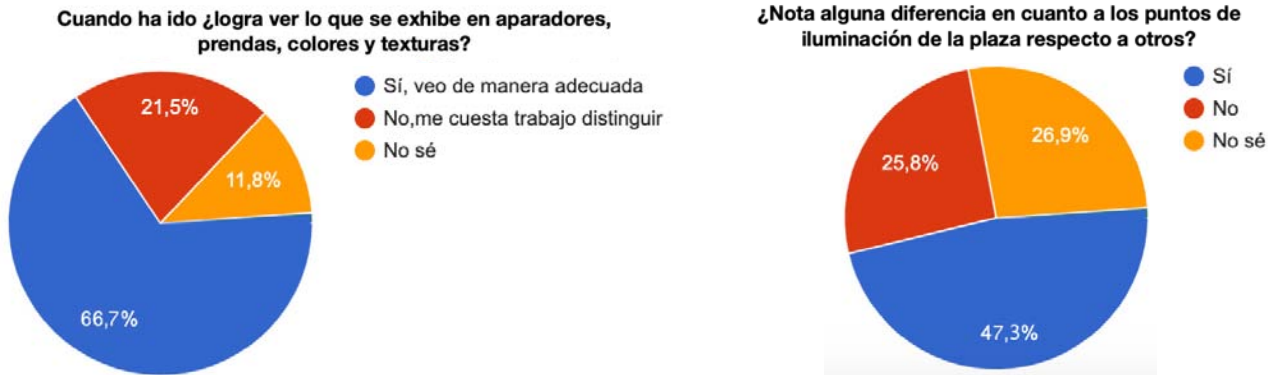 Cuando ha ido ¿logra ver lo que se exhibe en aparadores,
prendas, colores y texturas?
Sí, veo de manera adecuada
No,me cuesta trabajo distinguir
No sé
21,5%
11,8%
66,7%
¿Nota alguna diferencia en cuanto a los puntos de
iluminación de la plaza respecto a otros?
Sí
No
No sé
26,9%
25,8%
47,3%